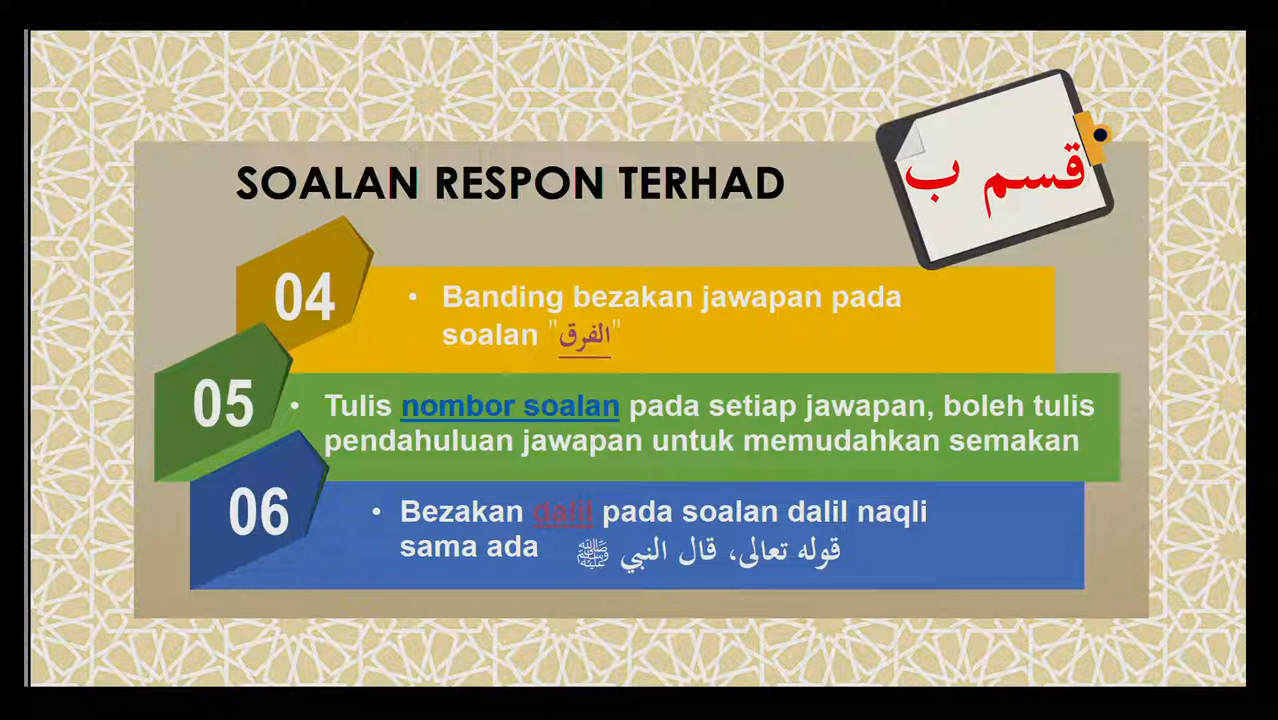 SOALAN RESPON TERHAD
قسم ب
04
• Banding bezakan jawapan pada
soalan "الفرق"
05
• Tulis nombor soalan pada setiap jawapan, boleh tulis
pendahuluan jawapan untuk memudahkan semakan
06
• Bezakan dalil pada soalan dalil naqli
sama ada قوله تعالى، قال النبي ﷺ